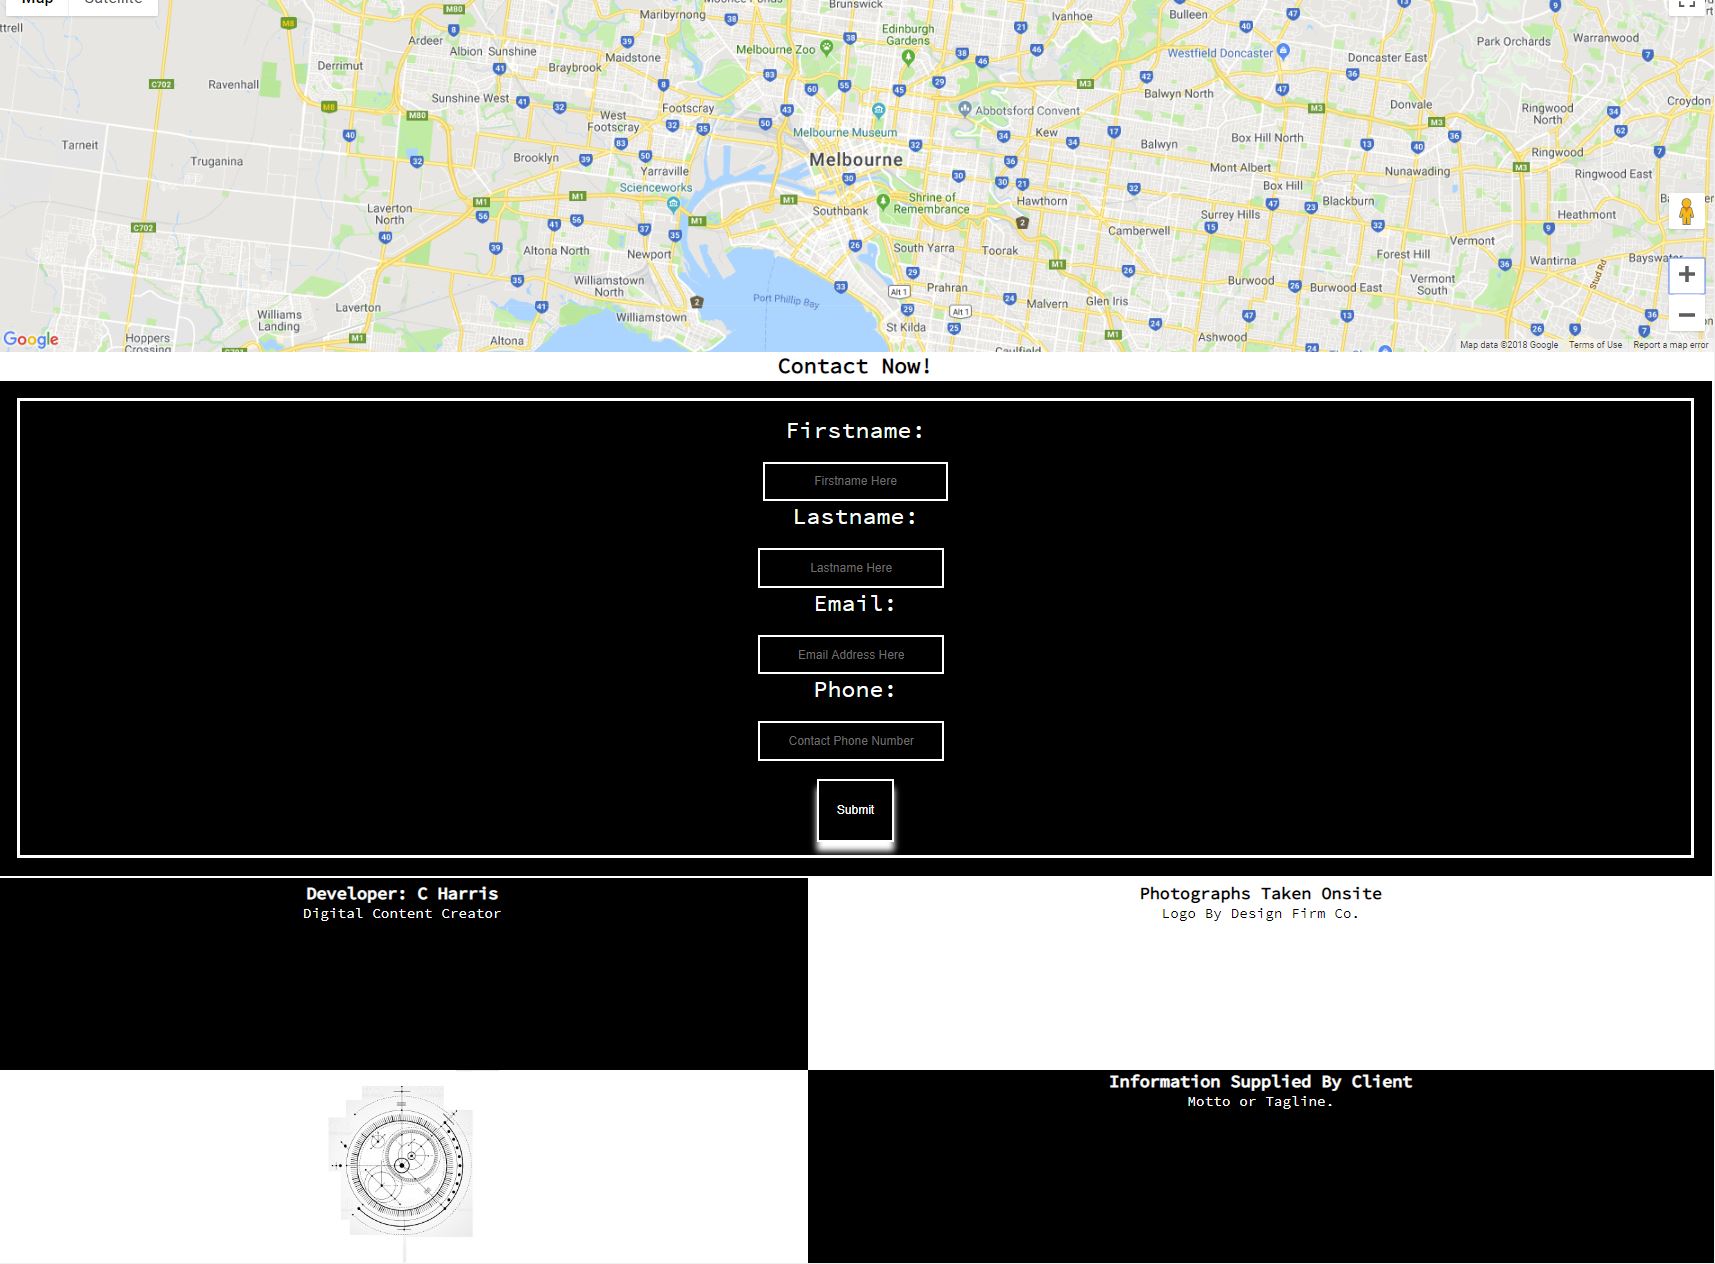 Map
Satellite
Maribyrnong
Brunswick
Ivanhoe
Bulleen
Park Orchards
Warranwood
Ardeer
Albion
Sunshine
Maidstone
Melbourne Zoo
Edinburgh
Gardens
Westfield Doncaster
Doncaster East
Derrimut
Braybrook
Ravenhall
Sunshine West
Footscray
Balwyn North
Donvale
Ringwood
North
Croydon
West
Footscray
Melbourne Museum
Abbotsford Convent
Kew
Box Hill North
Tarneit
Truganina
Brooklyn
Yarraville
Melbourne
Balwyn
Mont Albert
Nunawading
Ringwood
Ringwood East
Scienceworks
Box Hill
Laverton
North
Southbank
Shrine of
Remembrance
Hawthorn
Surrey Hills
Blackburn
Heathmont
Altona North
Newport
South Yarra
Toorak
Camberwell
Forest Hill
Vermont
Wantirna
Williamstown
North
Port Phillip Bay
Prahran
Malvern
Glen Iris
Burwood
Burwood East
Vermont
South
Stud Rd
Laverton
Williams
Landing
Williamstown
St Kilda
Ashwood
Hoppers
Crossing
Altona
Caulfield
Google
Map data ©2018 Google
Terms of Use
Report a map error
Contact Now!
Firstname:
Firstname Here
Lastname:
Lastname Here
Email:
Email Address Here
Phone:
Contact Phone Number
Submit
Developer: C Harris
Digital Content Creator
Photographs Taken Onsite
Logo By Design Firm Co.
Information Supplied By Client
Motto or Tagline.